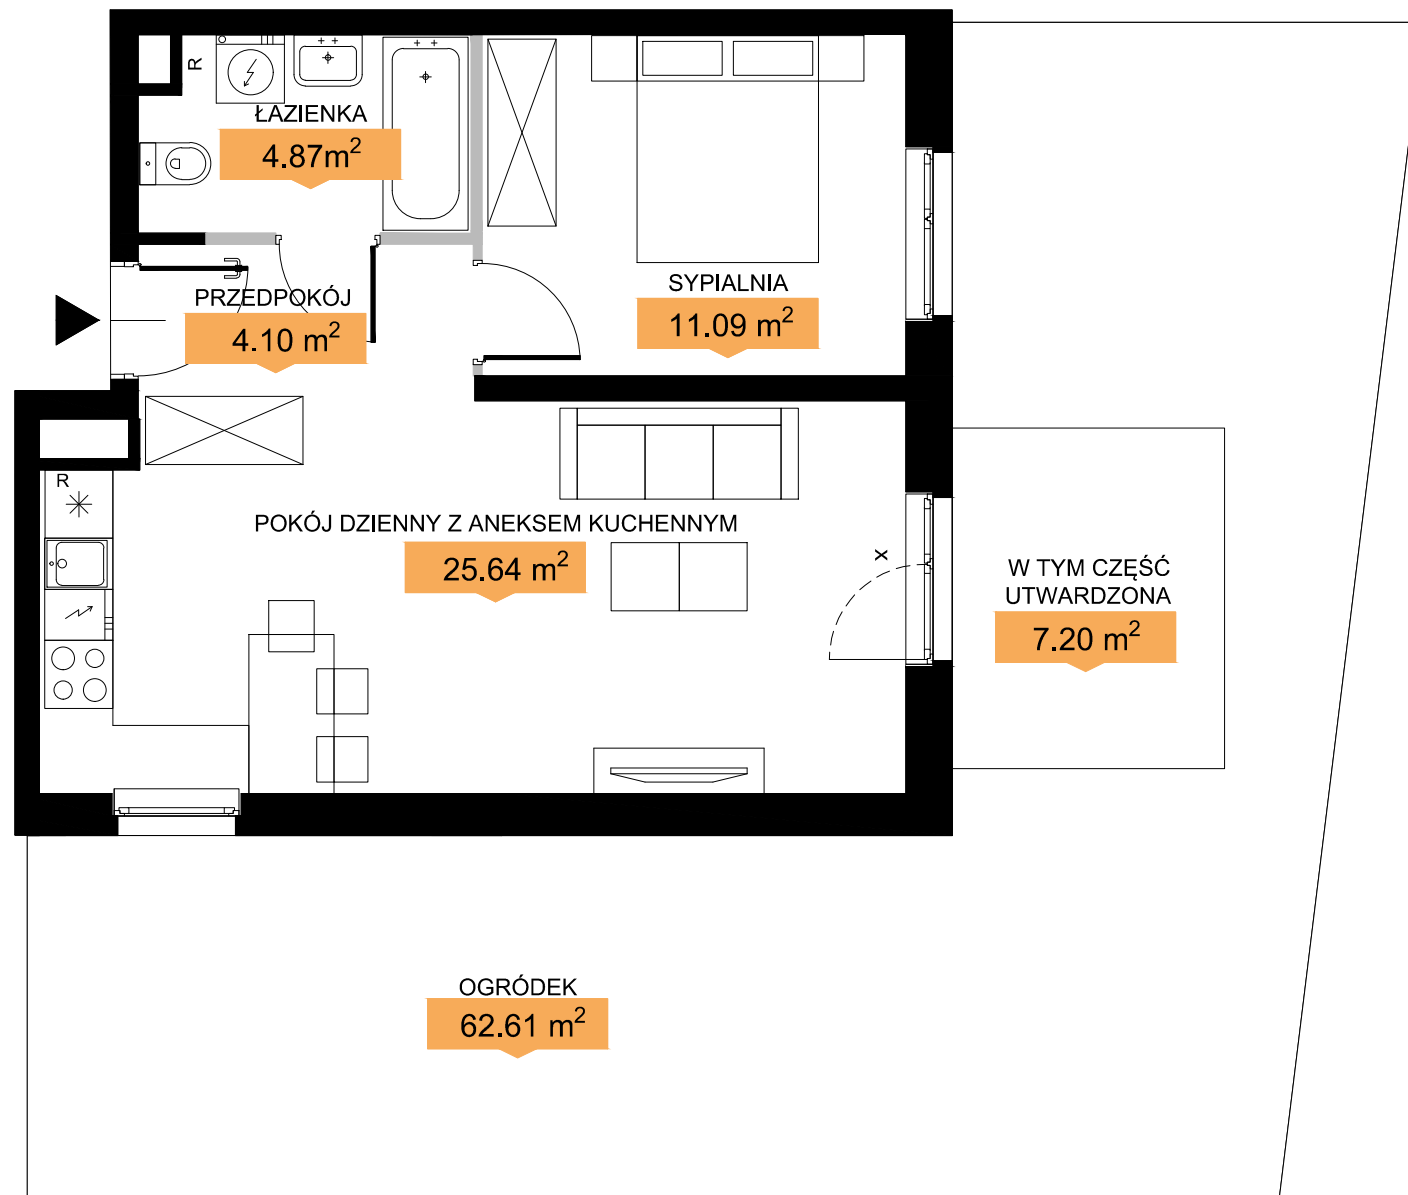 R
ŁAZIENKA
4.87m²
SYPIALNIA
11.09 m²
PRZEDPOKÓJ
4.10 m²
R
POKÓJ DZIENNY Z ANEKSEM KUCHENNYM
25.64 m²
x
W TYM CZĘŚĆ
UTWARDZONA
7.20 m²
OGRÓDEK
62.61 m²